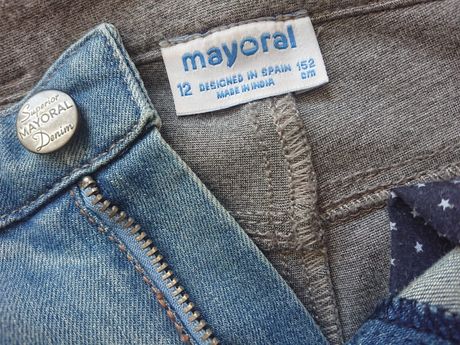 mayoral
12 DESIGNED IN SPAIN 152
MADE IN INDIA cm
Superior
MAYORAL
Denim